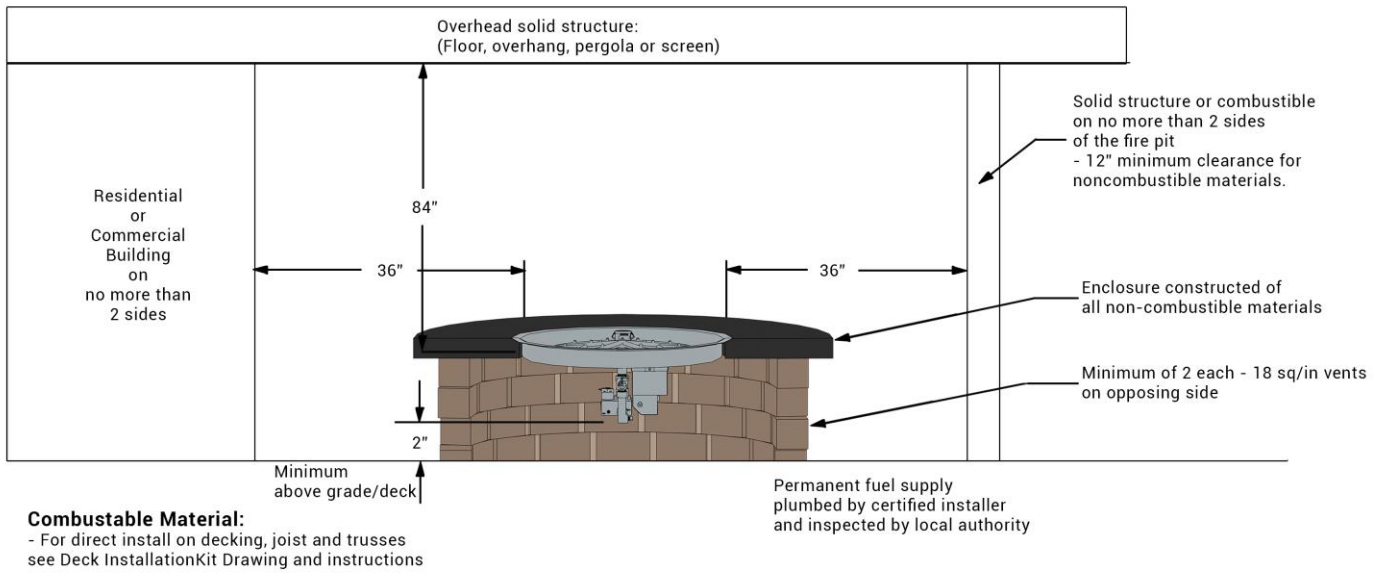 Overhead solid structure:
(Floor, overhang, pergola or screen)
Solid structure or combustible
on no more than 2 sides
of the fire pit
- 12" minimum clearance for
noncombustible materials.
Residential
or
Commercial
Building
on
no more than
2 sides
84"
36"
36"
Enclosure constructed of
all non-combustible materials
Minimum of 2 each - 18 sq/in vents
on opposing side
2"
Minimum
above grade/deck
Permanent fuel supply
plumbed by certified installer
and inspected by local authority
Combustable Material:
- For direct install on decking, joist and trusses
see Deck InstallationKit Drawing and instructions